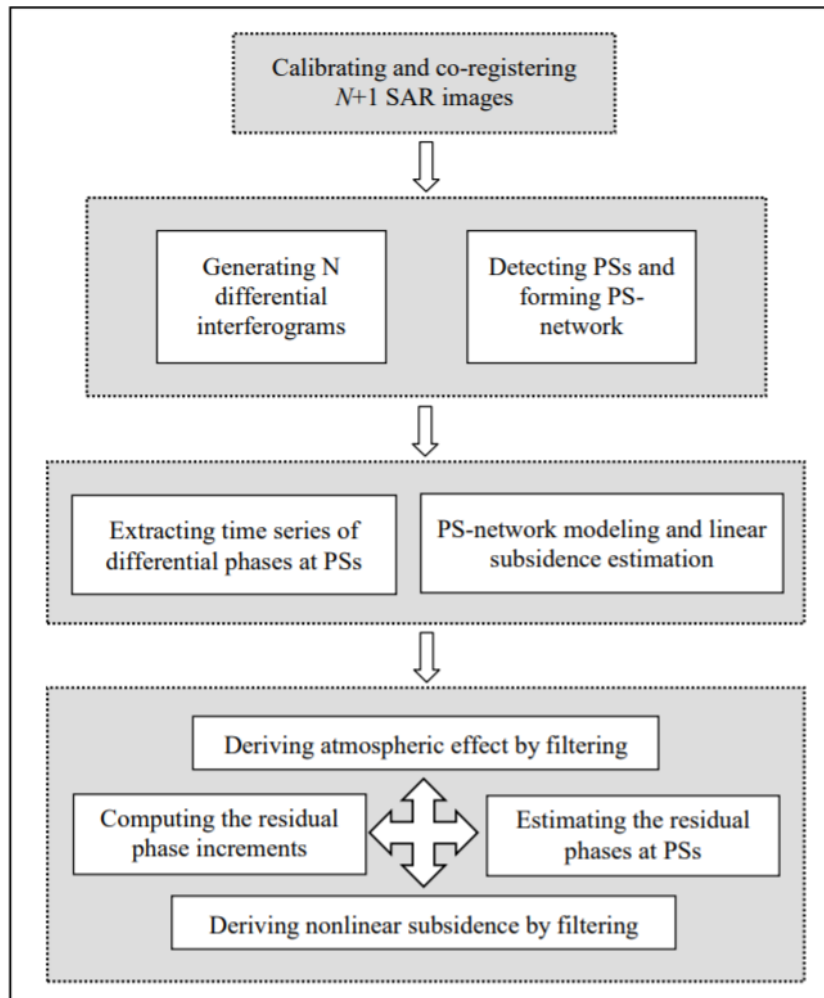 Calibrating and co-registering
N+1 SAR images
Generating N
differential
interferograms
Detecting PSs and
forming PS-
network
Extracting time series of
differential phases at PSs
PS-network modeling and linear
subsidence estimation
Deriving atmospheric effect by filtering
Computing the residual
phase increments
Estimating the residual
phases at PSs
Deriving nonlinear subsidence by filtering